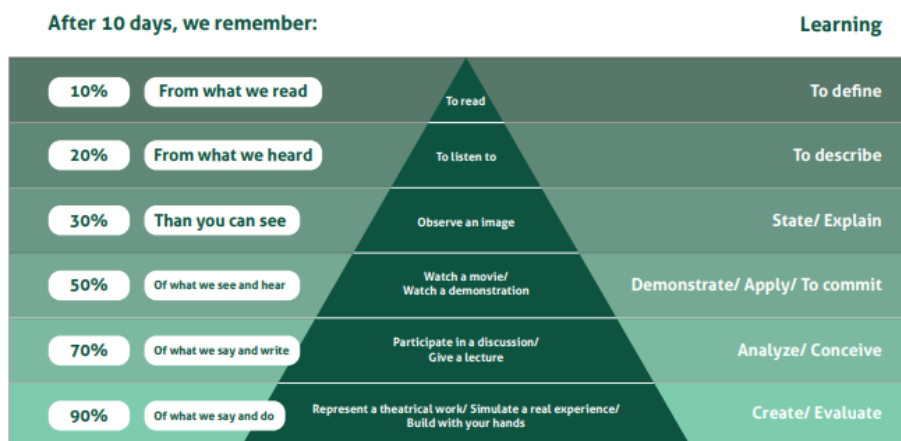 After 10 days, we remember:
Learning
10%
From what we read
To read
To define
20%
From what we heard
To listen to
To describe
30%
Than you can see
Observe an image
State/ Explain
50%
Of what we see and hear
Watch a movie/
Watch a demonstration
Demonstrate/ Apply/ To commit
70%
Of what we say and write
Participate in a discussion/
Give a lecture
Analyze/ Conceive
90%
Of what we say and do
Represent a theatrical work/ Simulate a real experience/
Build with your hands
Create/ Evaluate